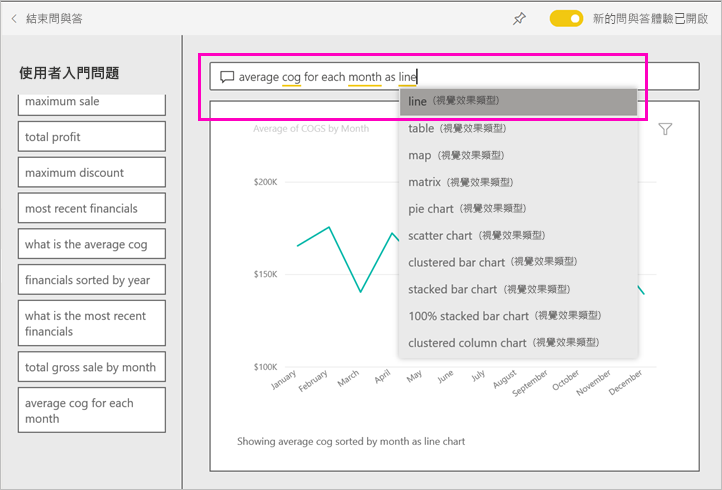 結束問與答
新的問與答體驗已開啟
使用者入門問題
maximum sale
total profit
maximum discount
most recent financials
what is the average cog
financials sorted by year
what is the most recent
financials
total gross sale by month
average cog for each
month
average cog for each month as line
line (視覺效果類型)
table (視覺效果類型)
map (視覺效果類型)
matrix (視覺效果類型)
pie chart (視覺效果類型)
scatter chart (視覺效果類型)
clustered bar chart (視覺效果類型)
stacked bar chart (視覺效果類型)
100% stacked bar chart (視覺效果類型)
clustered column chart (視覺效果類型)
Average of COGS by Month
$200K
$150K
$100K
January
February
March
April
May
June
July
August
September
October
November
December
Showing average cog sorted by month as line chart